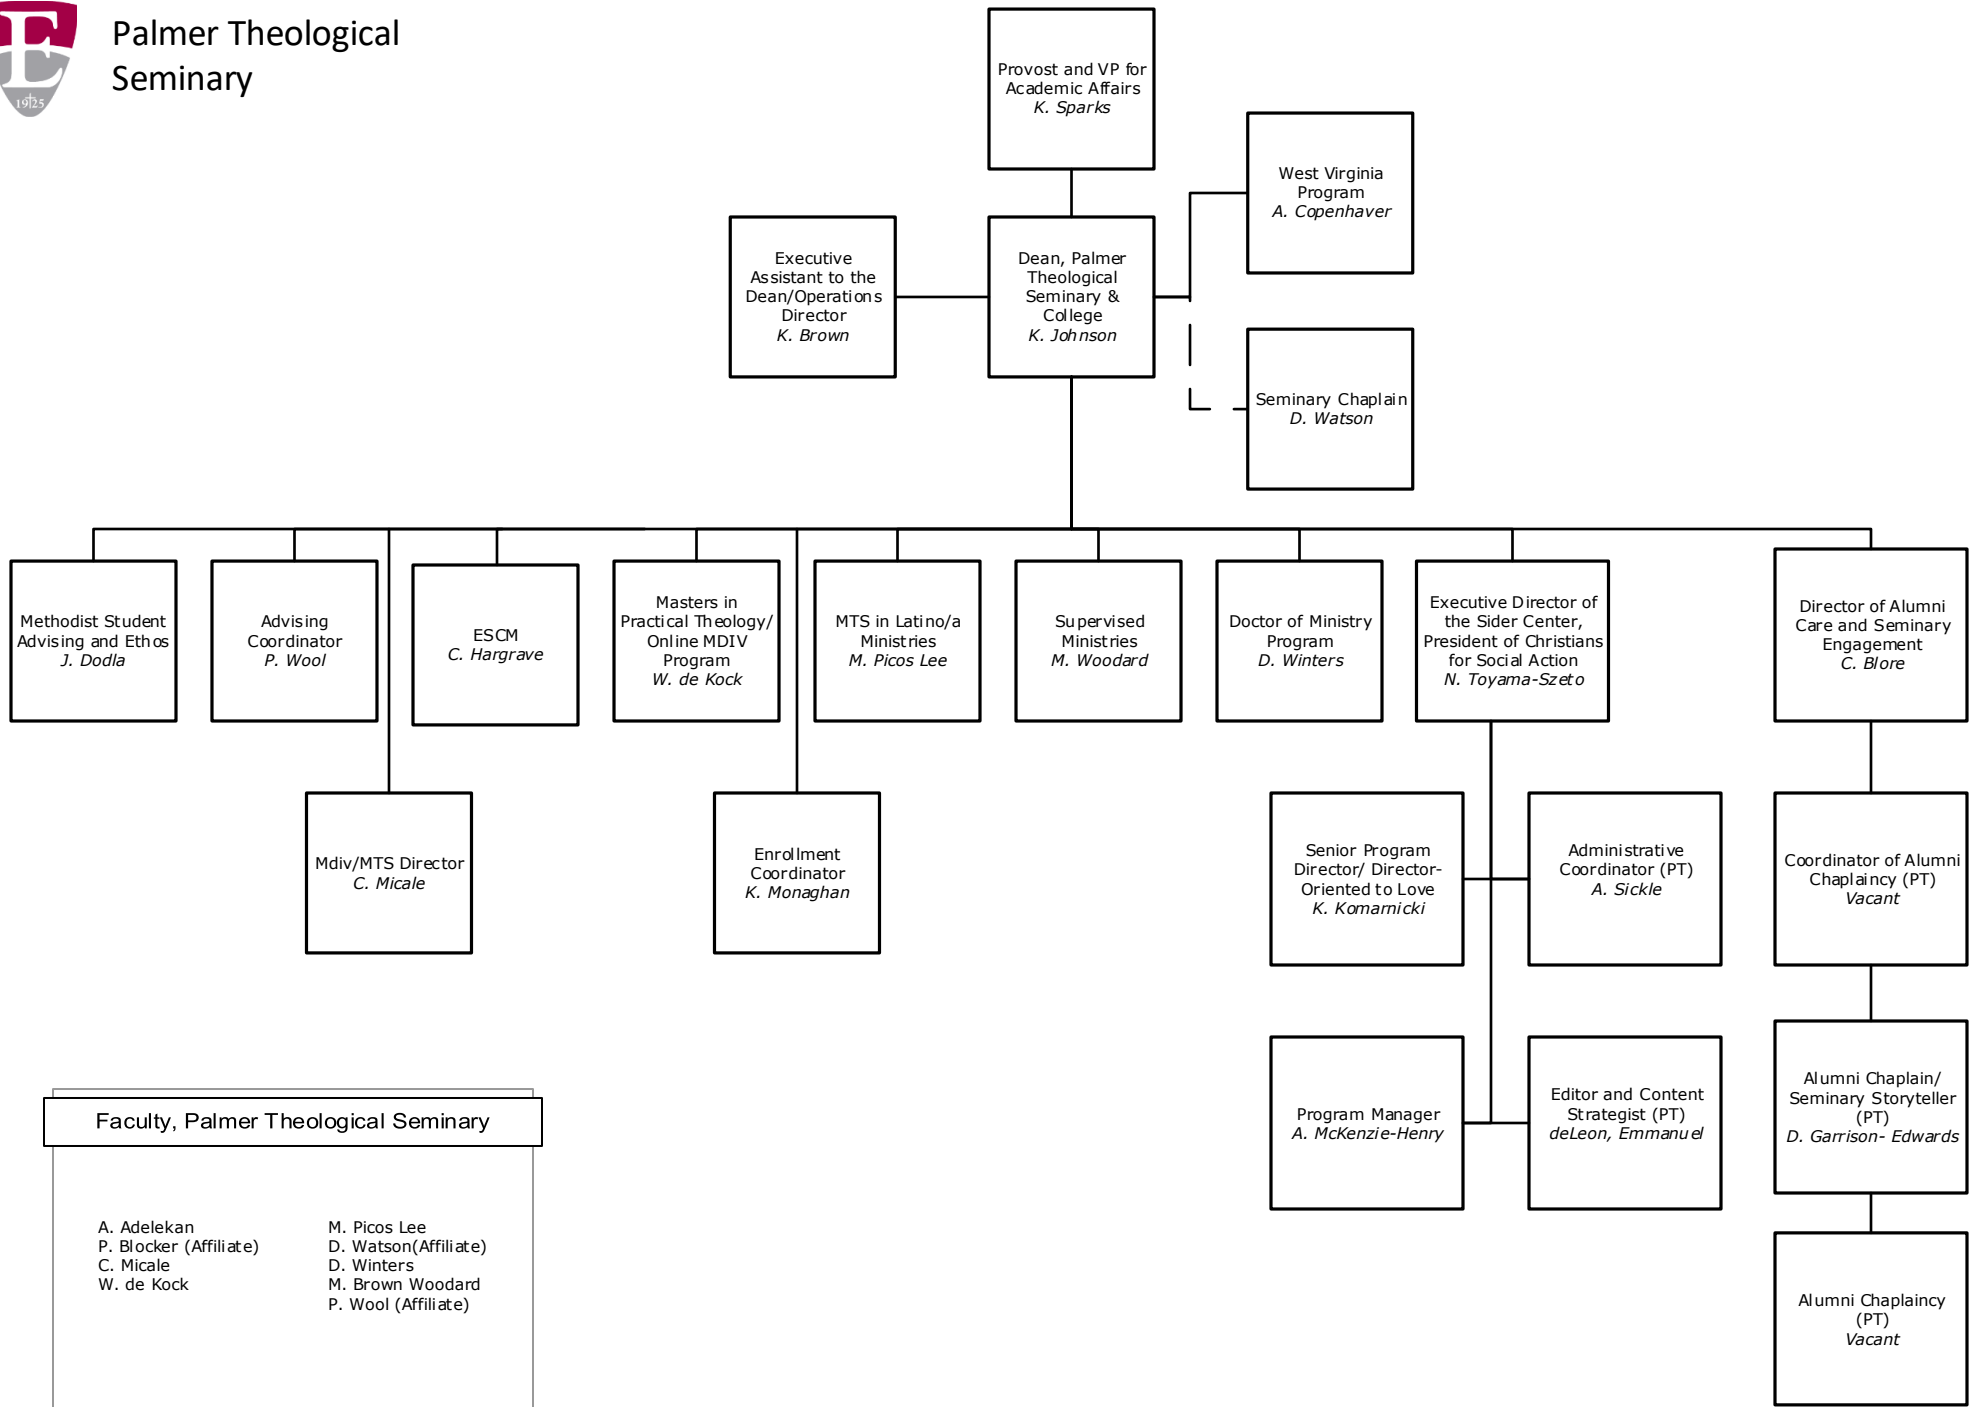 E
19†25
Palmer Theological
Seminary
Provost and VP for
Academic Affairs
K. Sparks
West Virginia
Program
A. Copenhaver
Executive
Assistant to the
Dean/Operations
Director
K. Brown
Dean, Palmer
Theological
Seminary &
College
K. Johnson
Seminary Chaplain
D. Watson
Methodist Student
Advising and Ethos
J. Dodla
Advising
Coordinator
P. Wool
ESCM
C. Hargrave
Masters in
Practical Theology/
Online MDIV
Program
W. de Kock
MTS in Latino/a
Ministries
M. Picos Lee
Supervised
Ministries
M. Woodard
Doctor of Ministry
Program
D. Winters
Executive Director of
the Sider Center,
President of Christians
for Social Action
N. Toyama-Szeto
Director of Alumni
Care and Seminary
Engagement
C. Blore
Mdiv/MTS Director
C. Micale
Enrollment
Coordinator
K. Monaghan
Senior Program
Director/ Director-
Oriented to Love
K. Komarnicki
Administrative
Coordinator (PT)
A. Sickle
Coordinator of Alumni
Chaplaincy (PT)
Vacant
Program Manager
A. McKenzie-Henry
Editor and Content
Strategist (PT)
deLeon, Emmanuel
Alumni Chaplain/
Seminary Storyteller
(PT)
D. Garrison- Edwards
Alumni Chaplaincy
(PT)
Vacant
Faculty, Palmer Theological Seminary
A. Adelekan
P. Blocker (Affiliate)
C. Micale
W. de Kock
M. Picos Lee
D. Watson(Affiliate)
D. Winters
M. Brown Woodard
P. Wool (Affiliate)